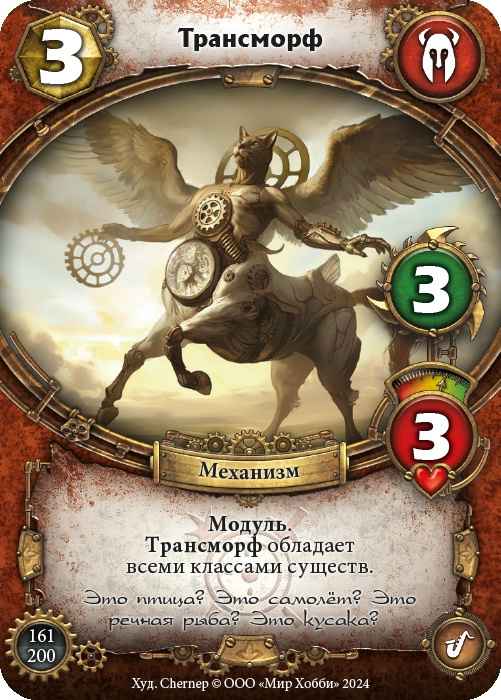 3
Трансморф
3
3
Механизм
Модуль.
Трансморф обладает
всеми классами существ.
Это птица? Это самолёт? Это
речная рыба? Это кусака?
161
200
Худ. Chernep © ООО «Мир Хобби» 2024